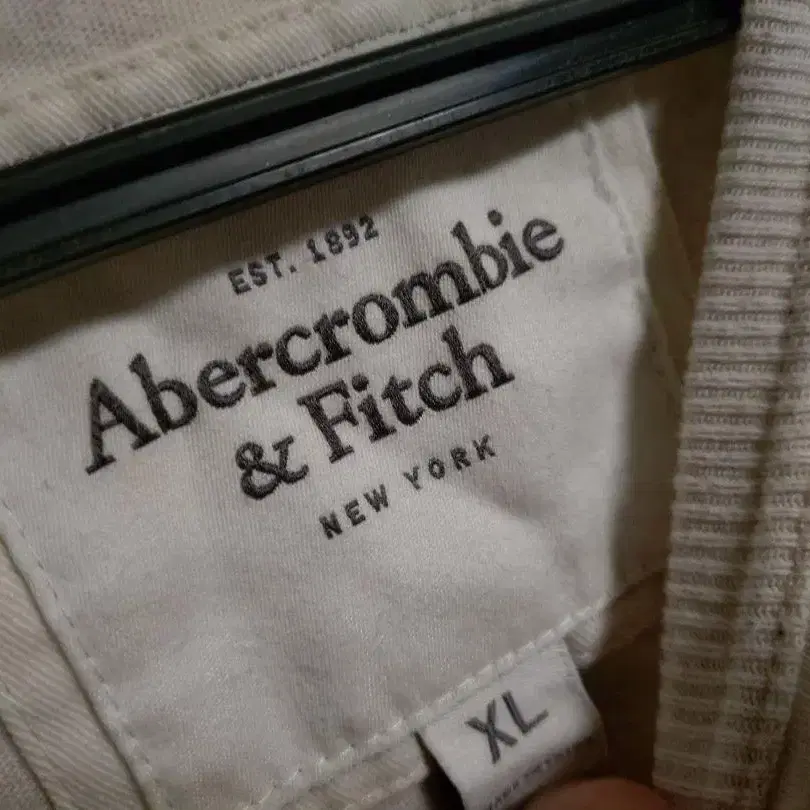 EST. 1892
Abercrombie
& Fitch
NEW YORK
XL